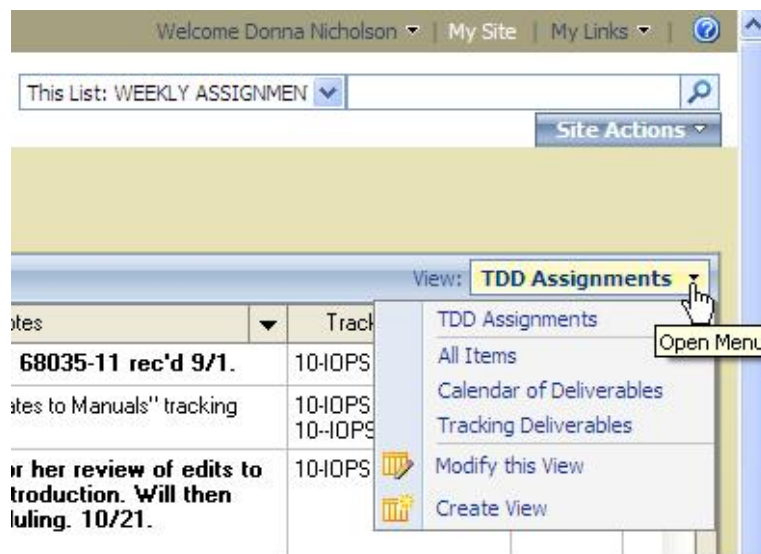 Welcome Donna Nicholson | My Site | My Links |
This List: WEEKLY ASSIGNMEN
Site Actions
View: TDD Assignments
otes Track
68035-11 rec'd 9/1. 10-IOPS
ates to Manuals" tracking 10-IOPS
10--IOPS
or her review of edits to 10-IOPS
troduction. Will then
luling. 10/21.
TDD Assignments
Open Menu
All Items
Calendar of Deliverables
Tracking Deliverables
Modify this View
Create View